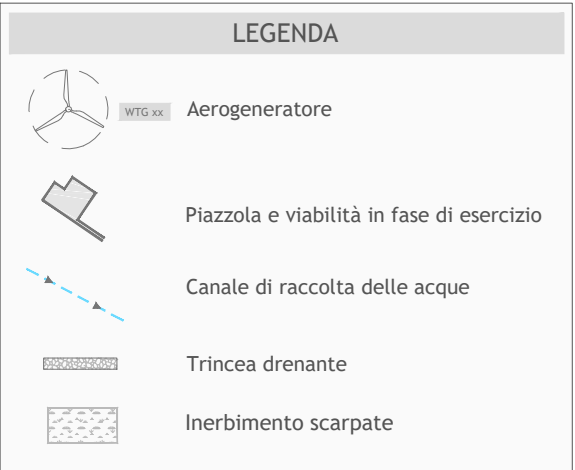 LEGENDA
WTG xx Aerogeneratore
Piazzola e viabilità in fase di esercizio
Canale di raccolta delle acque
Trincea drenante
Inerbimento scarpate